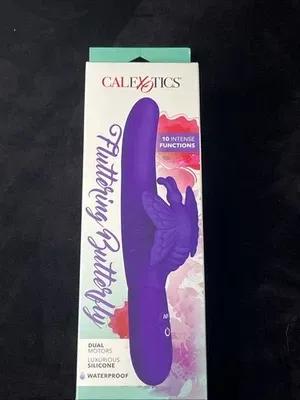 CALEXOTICS
10 INTENSE
FUNCTIONS
Fluttering Butterfly
DUAL
MOTORS
LUXURIOUS
SILICONE
WATERPROOF